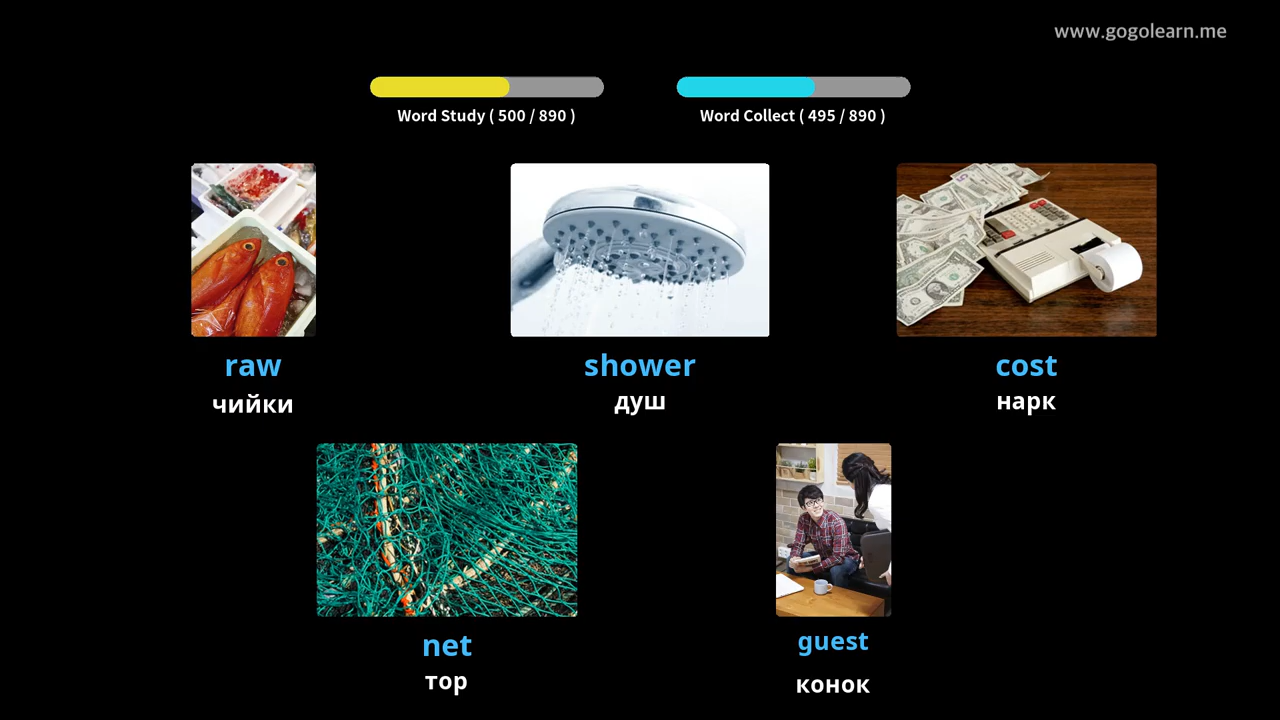 www.gogolearn.me
Word Study ( 500 / 890 )
Word Collect ( 495 / 890 )
raw
чийки
shower
душ
cost
нарк
net
тор
guest
конок